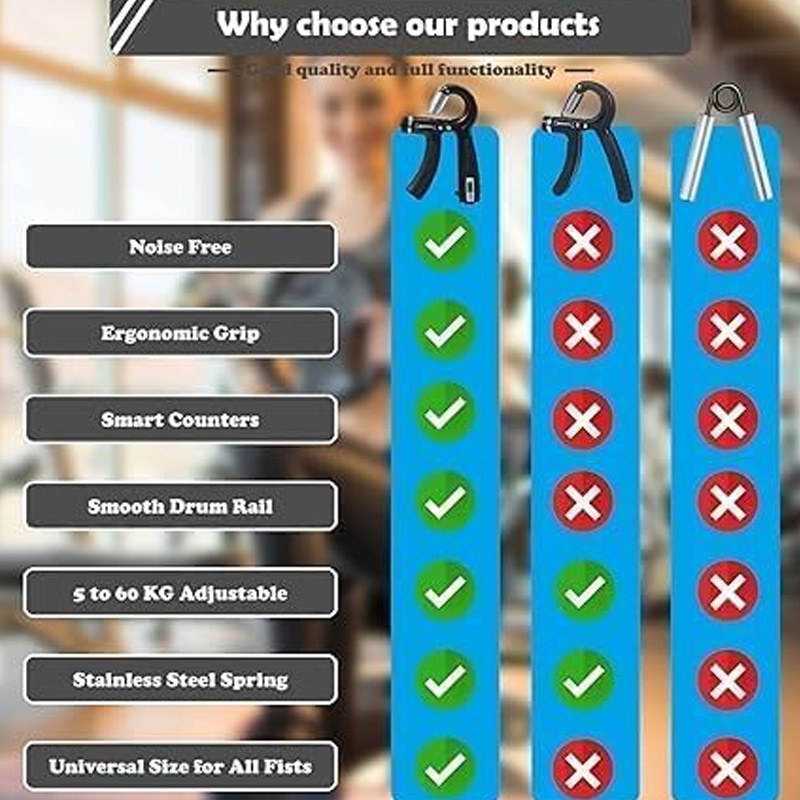 Why choose our products
Good quality and full functionality
Noise Free
Ergonomic Grip
Smart Counters
Smooth Drum Rail
5 to 60 KG Adjustable
Stainless Steel Spring
Universal Size for All Fists